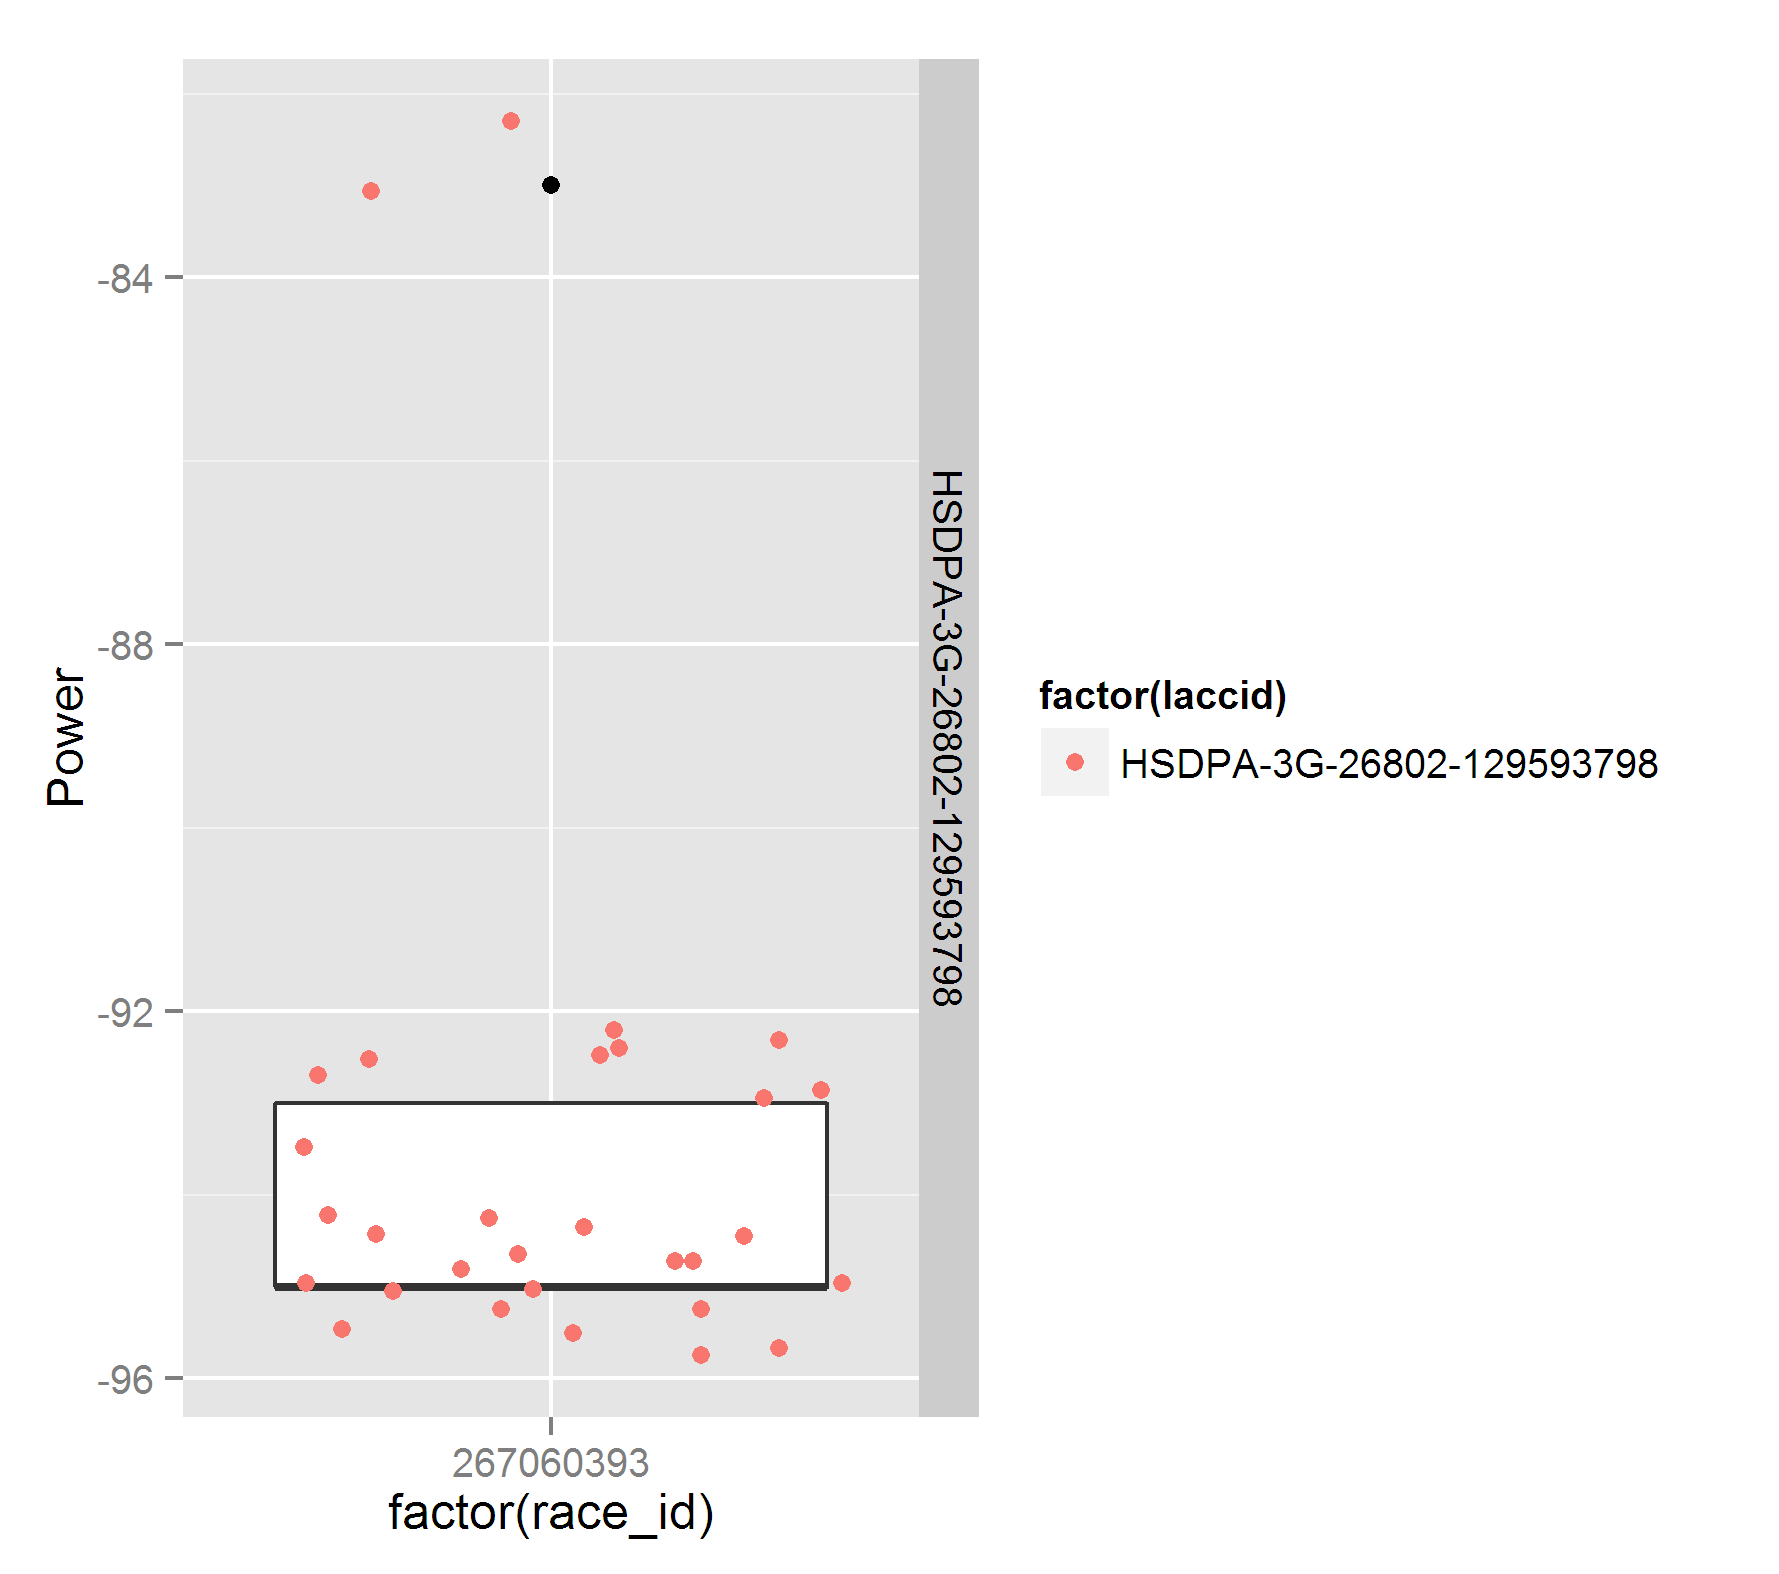 Power
-84
-88
-92
-96
267060393
factor(race_id)
HSDPA-3G-26802-129593798
factor(laccid)
HSDPA-3G-26802-129593798